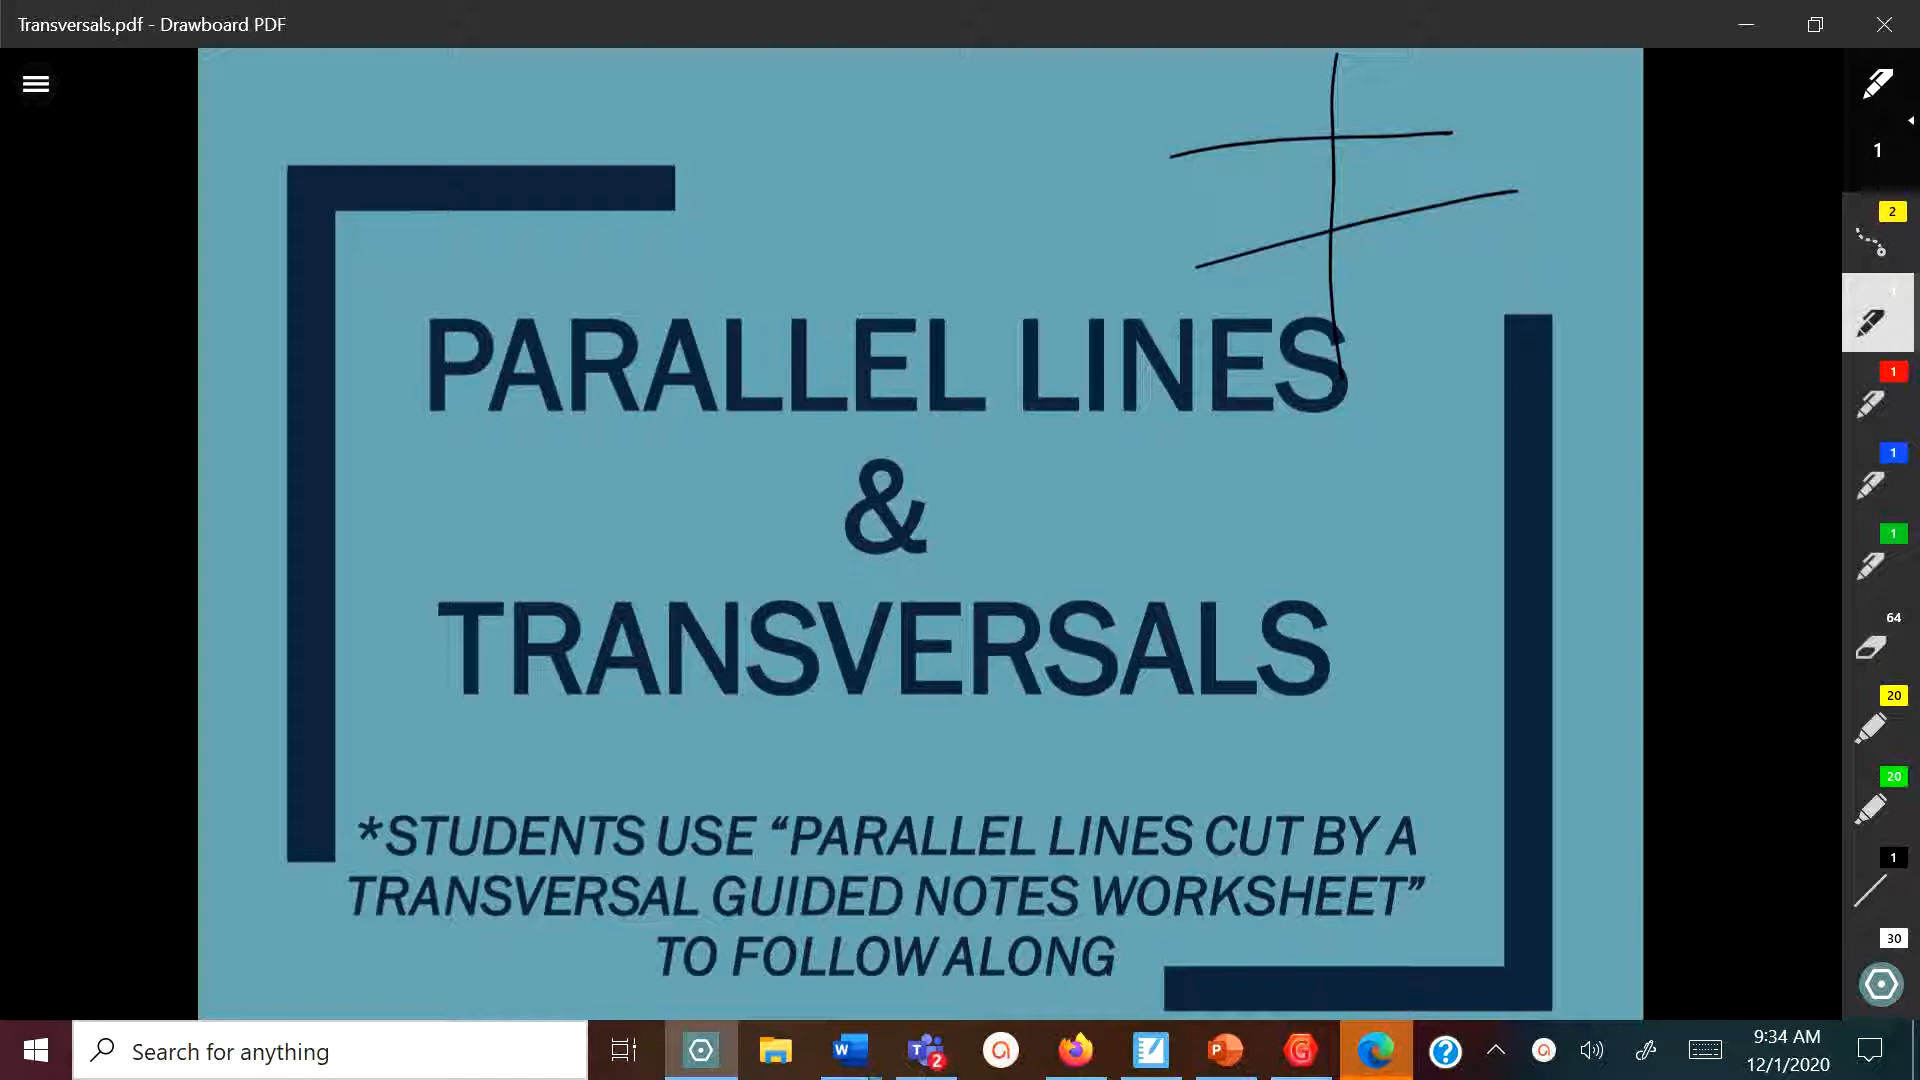 Transversals.pdf - Drawboard PDF
1
2
1
PARALLEL LINES
1
&
1
1
TRANSVERSALS
64
20
20
*STUDENTS USE “PARALLEL LINES CUT BY A
1
TRANSVERSAL GUIDED NOTES WORKSHEET”
30
TO FOLLOW ALONG
Search for anything
W
T
2
a
P
G
?
a
9:34 AM
12/1/2020